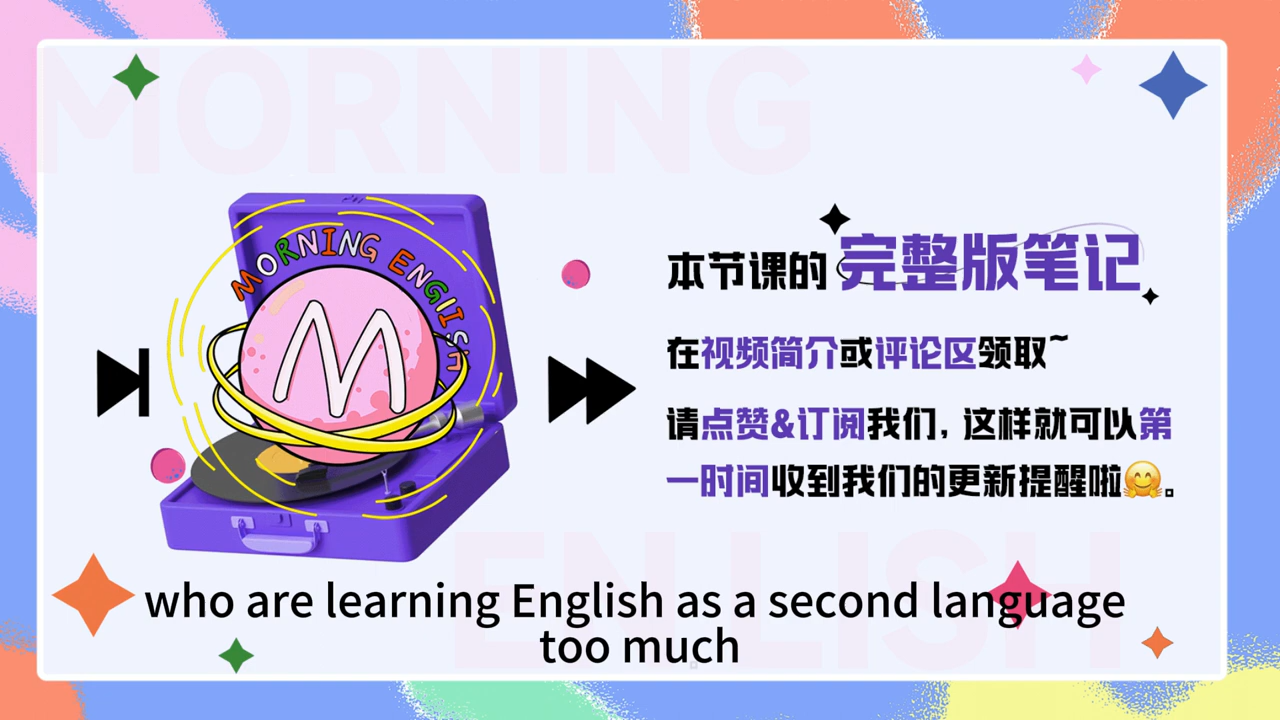 MORNING
MORNING ENGLISH
M
本节课的 完整版笔记
在视频简介或评论区领取~
请点赞&订阅我们，这样就可以第
一时间收到我们的更新提醒啦🤗。
ENGLISH
who are learning English as a second language
too much